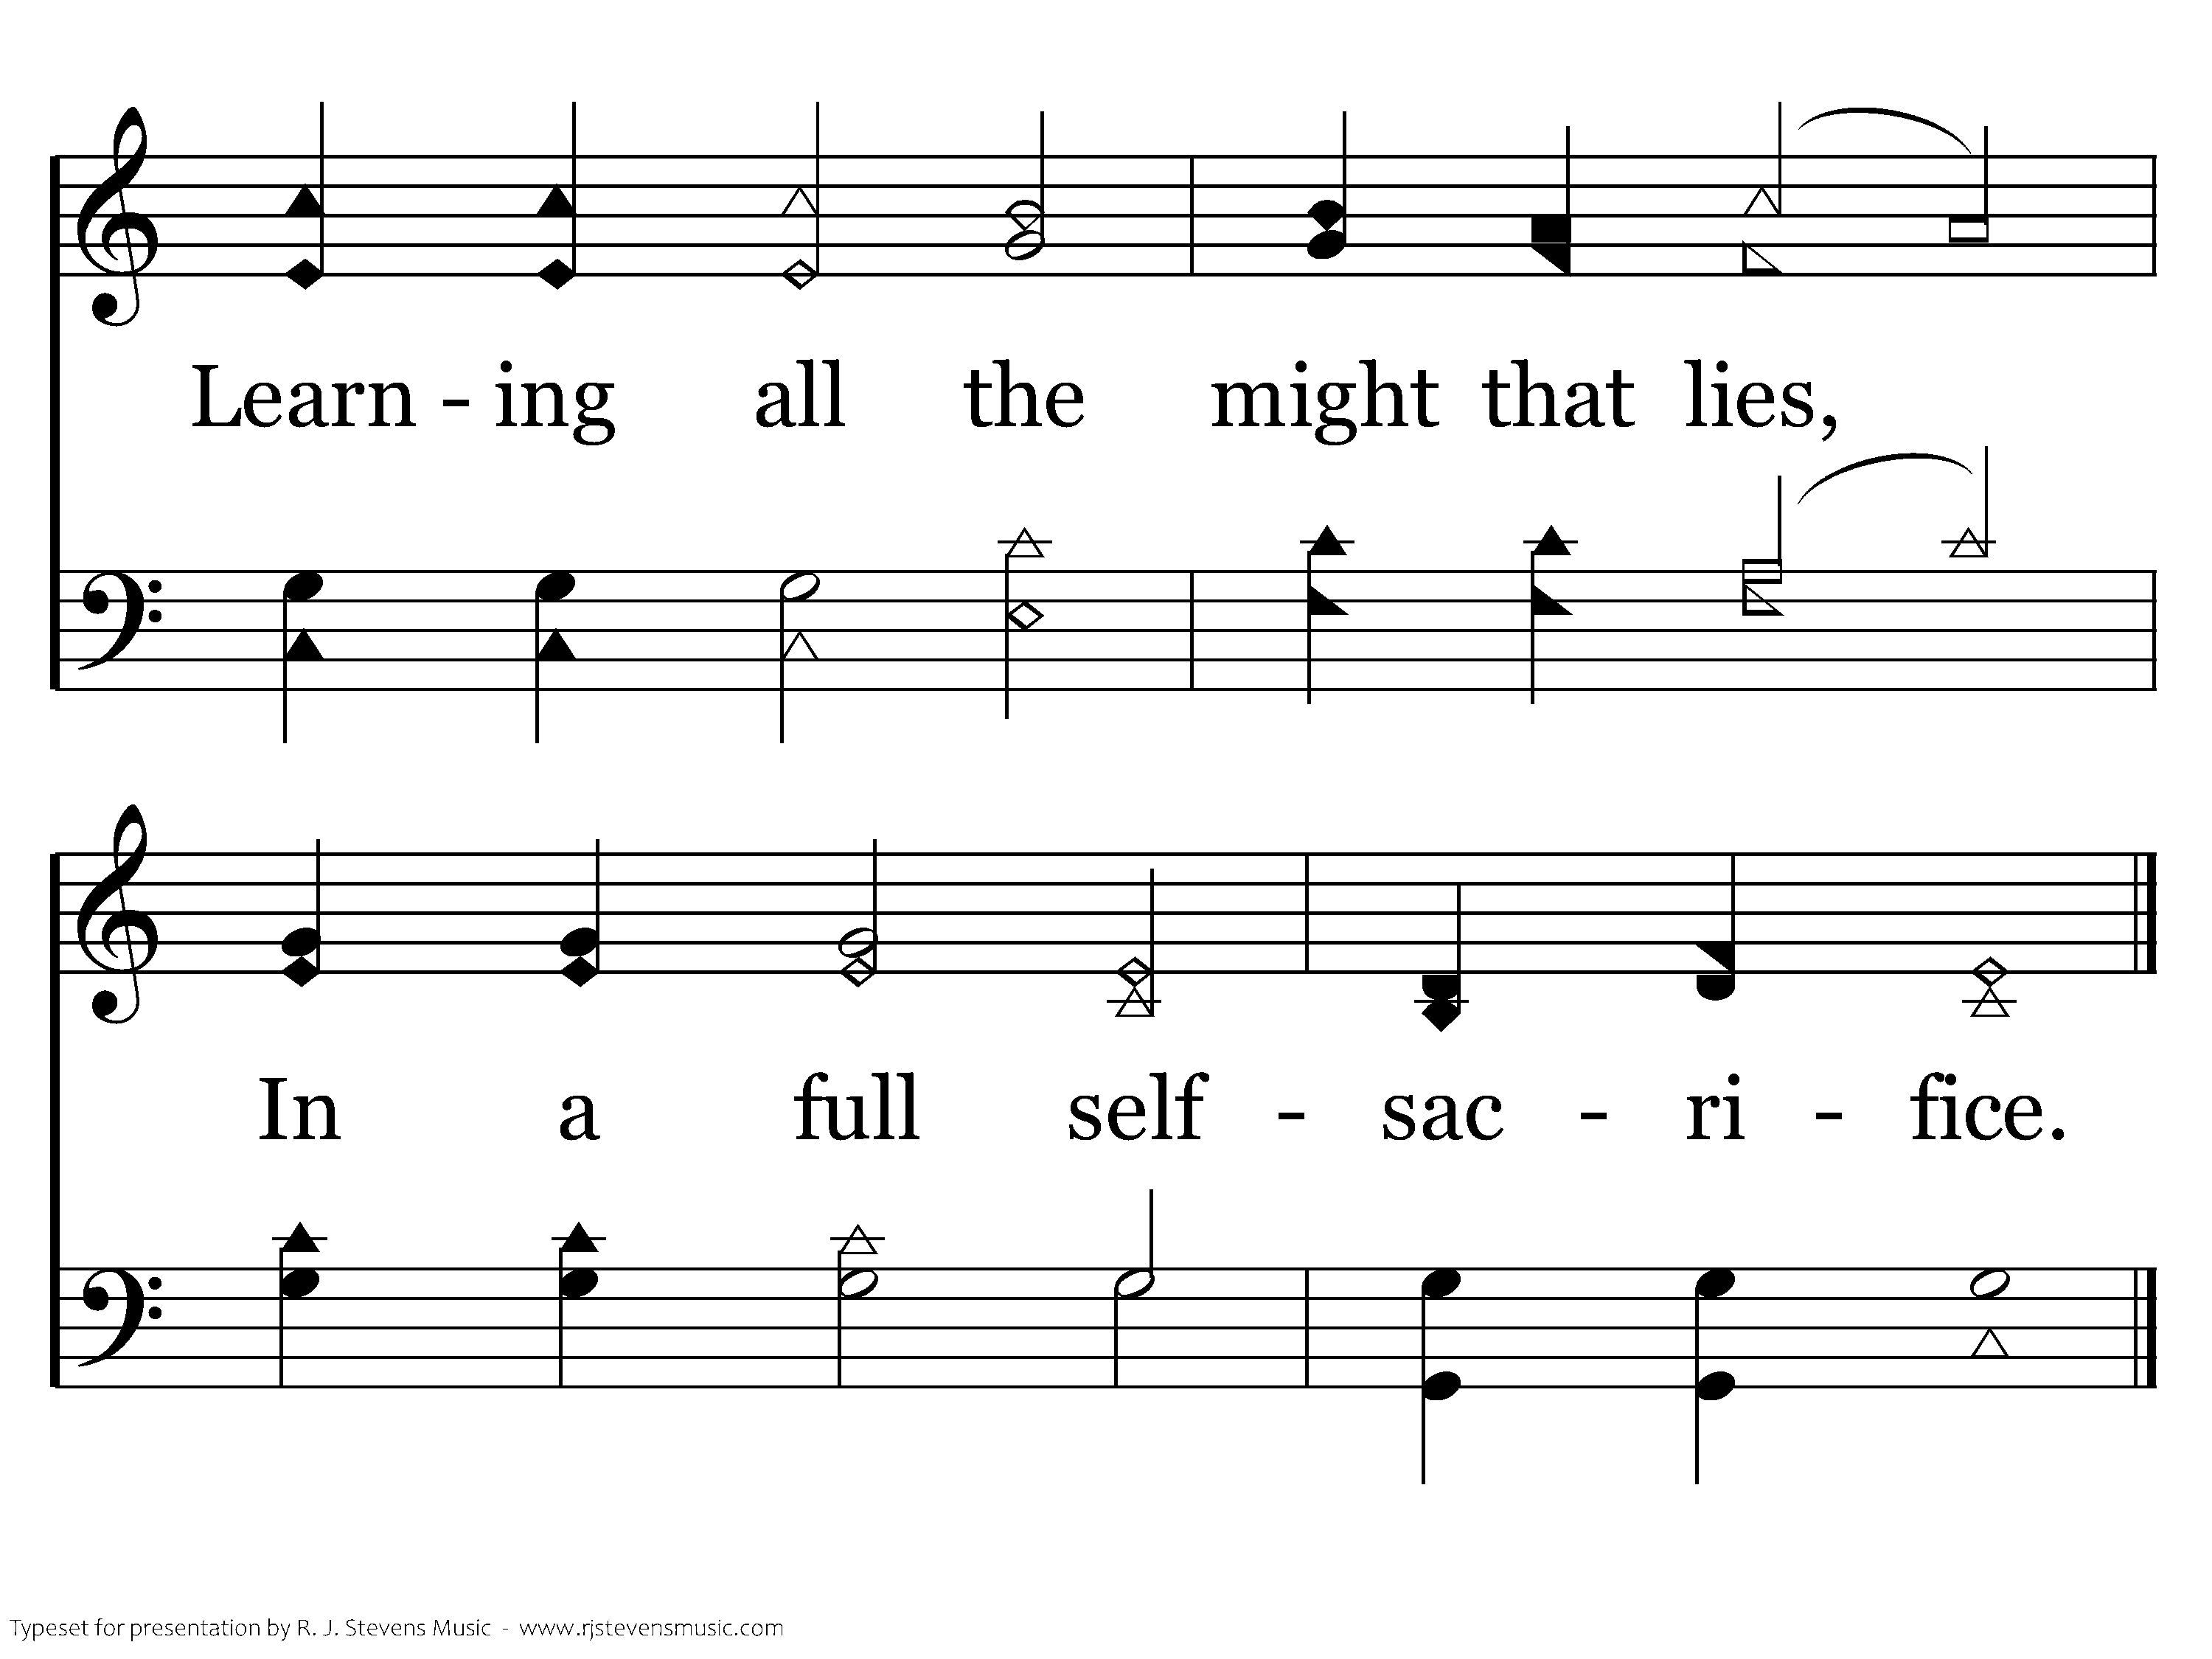 Learn - ing all the might that lies,
In a full self - sac - ri - fice.
Typeset for presentation by R. J. Stevens Music - www.rjstevensmusic.com